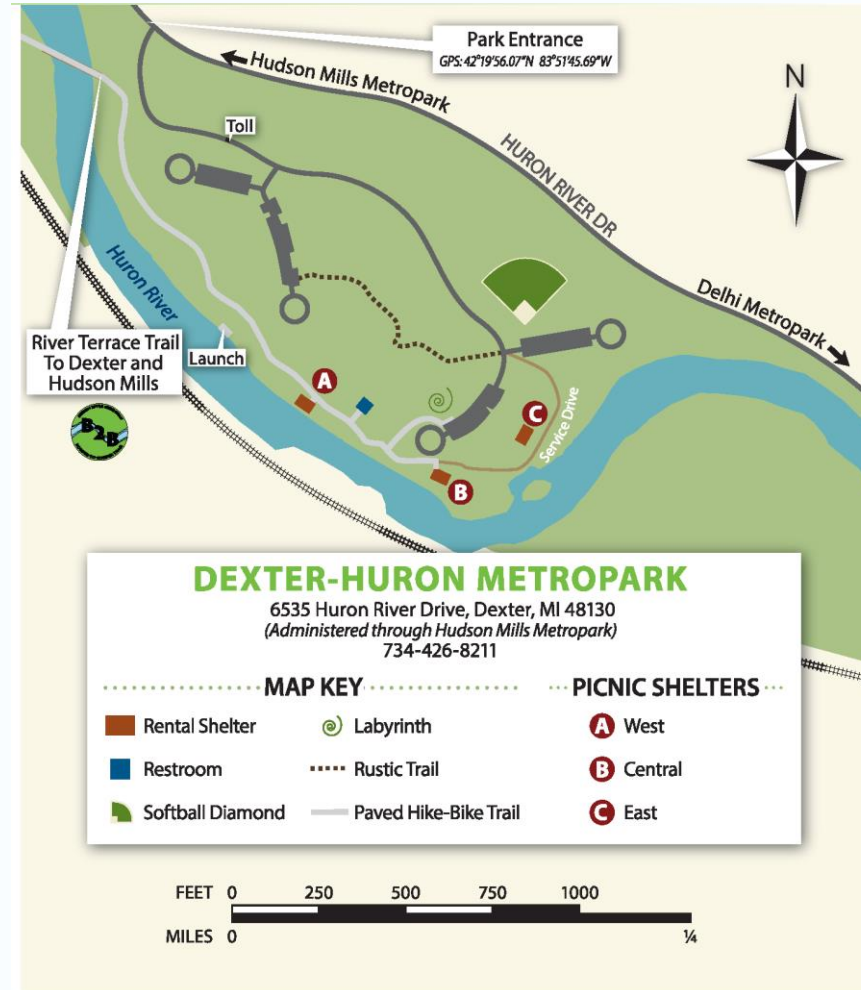 Park Entrance
GPS: 42°19'56.07"N 83°51'45.69"W
Hudson Mills Metropark
N
Toll
HURON RIVER DR
Huron River
Delhi Metropark
River Terrace Trail
To Dexter and
Hudson Mills
Launch
A
C
Service Drive
B2B
B
DEXTER-HURON METROPARK
6535 Huron River Drive, Dexter, MI 48130
(Administered through Hudson Mills Metropark)
734-426-8211
MAP KEY
Rental Shelter
Labyrinth
Restroom
Rustic Trail
Softball Diamond
Paved Hike-Bike Trail
PICNIC SHELTERS
A West
B Central
C East
FEET 0 250 500 750 1000
MILES 0 ¼